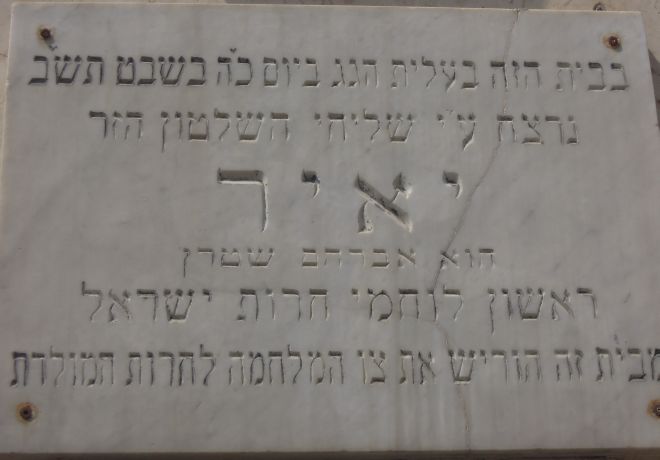 בבית הזה בעלית הגג ביום כ"ה בשבט תש"ב
נרצח ע"י שליחי השלטון הזר
יאיר
הוא אברהם שטרן
ראשון לוחמי חרות ישראל
מבית זה הוריש את צו המלחמה לחרות המולדת